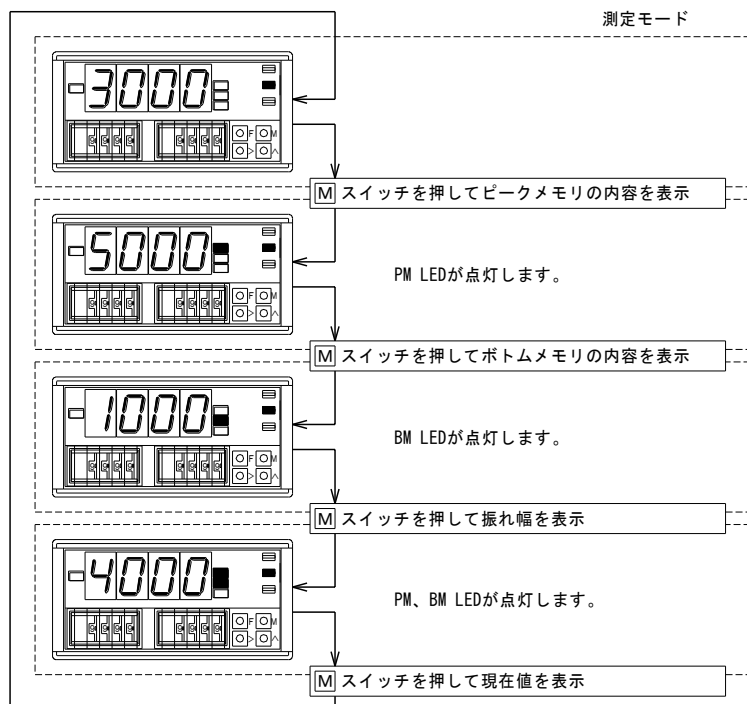 測定モード
3000
F M
> ∧
M スイッチを押してピークメモリの内容を表示
5000
PM LEDが点灯します。
F M
> ∧
M スイッチを押してボトムメモリの内容を表示
1000
BM LEDが点灯します。
F M
> ∧
M スイッチを押して振れ幅を表示
4000
PM、BM LEDが点灯します。
F M
> ∧
M スイッチを押して現在値を表示